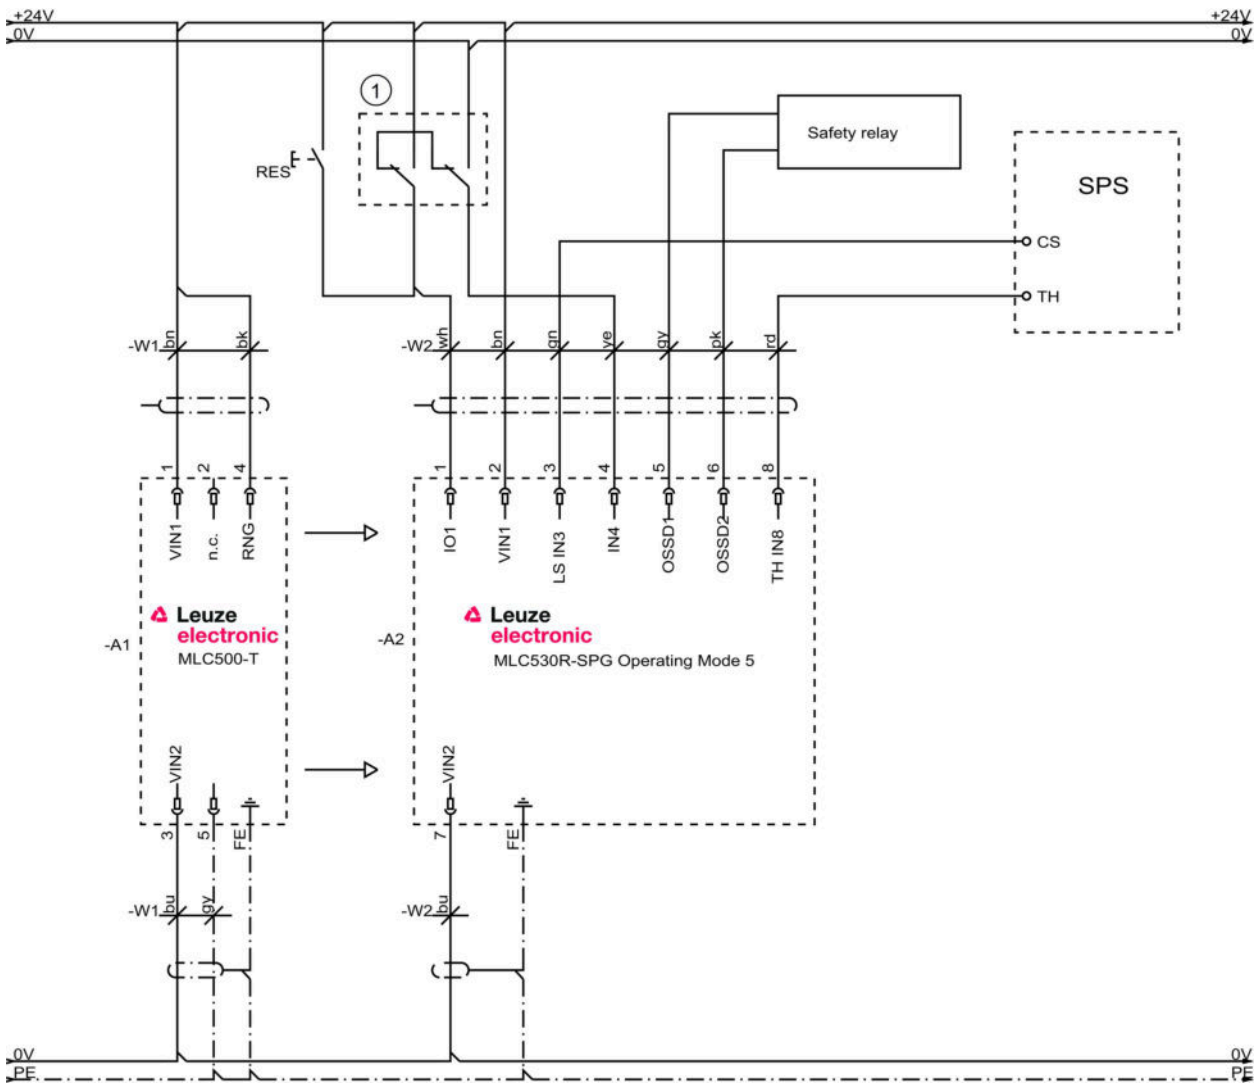 +24V
+24V
0V
0V
1
RES
Safety relay
SPS
CS
TH
-W1
bn
bk
-W2
wh
bn
gn
ye
gy
pk
rd
1
2
4
1
2
3
4
5
6
8
VIN1
n.c.
RNG
IO1
VIN1
LS IN3
IN4
OSSD1
OSSD2
TH IN8
-A1
Leuze
electronic
MLC500-T
-A2
Leuze
electronic
MLC530R-SPG Operating Mode 5
VIN2
VIN2
3
5
FE
7
FE
-W1
bu
gy
-W2
bu
0V
0V
PE
PE